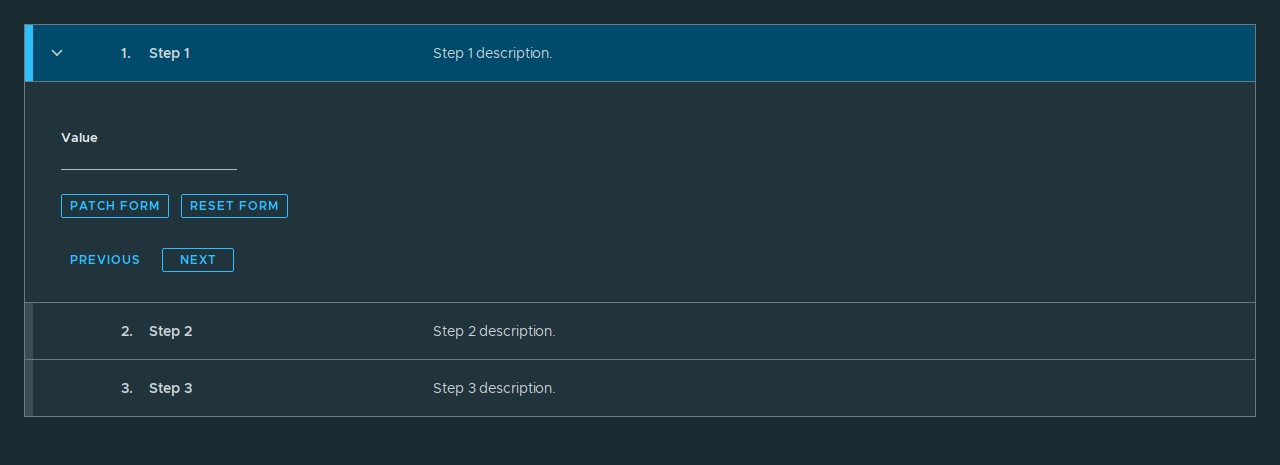 1. Step 1 Step 1 description.
Value
PATCH FORM RESET FORM
PREVIOUS NEXT
2. Step 2 Step 2 description.
3. Step 3 Step 3 description.